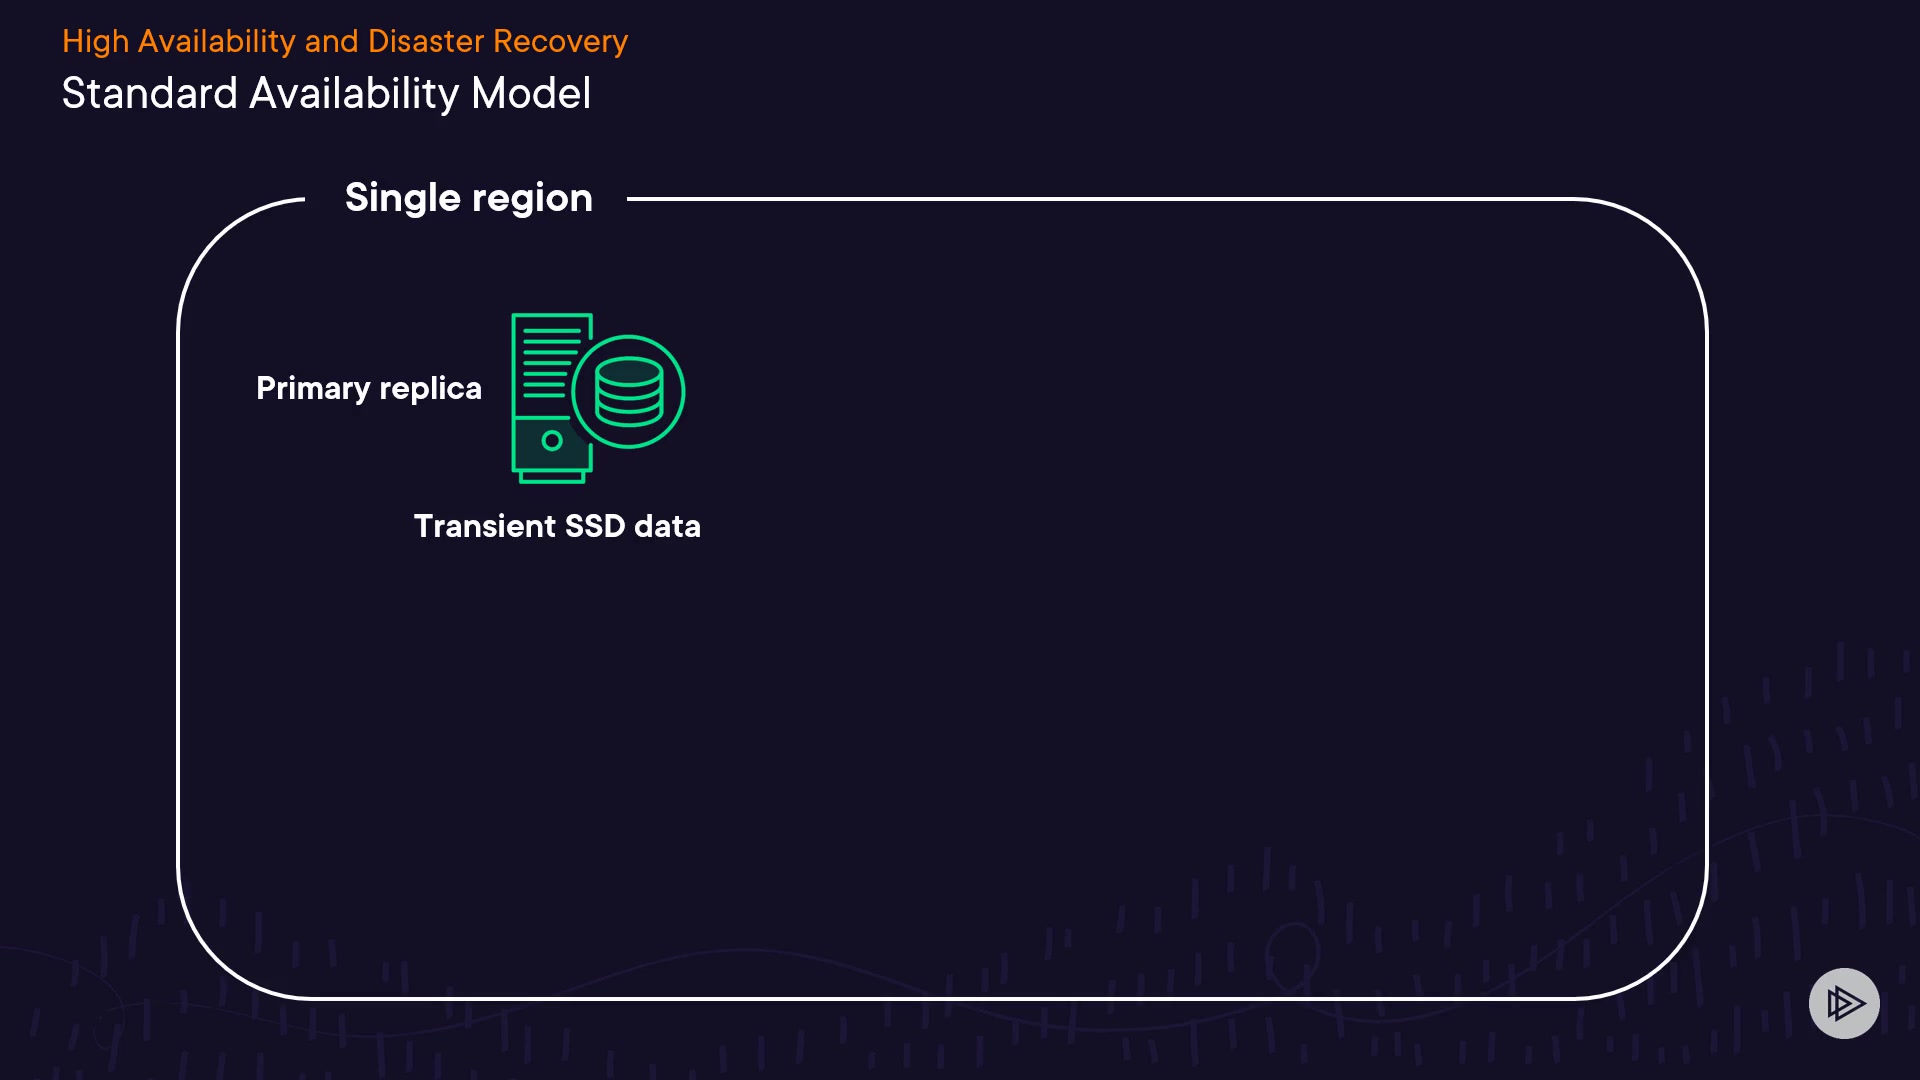 High Availability and Disaster Recovery
Standard Availability Model
Single region
Primary replica
Transient SSD data